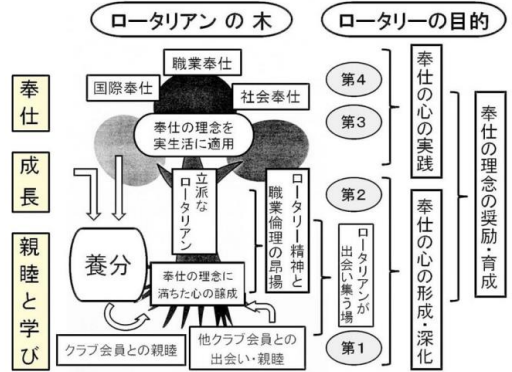 ロータリアン の 木
ロータリーの目的
職業奉仕
国際奉仕
社会奉仕
奉仕の理念を
実生活に適用
奉仕
成長
親睦と学び
立派な
ロータリアン
ロータリー精神と
職業倫理の昂揚
養分
奉仕の理念に
満ちた心の醸成
クラブ会員との親睦
他クラブ会員との
出会い・親睦
第4
第3
第2
第1
ロータリアンが
出会い集う場
奉仕の心の実践
奉仕の心の形成・深化
奉仕の理念の奨励・育成